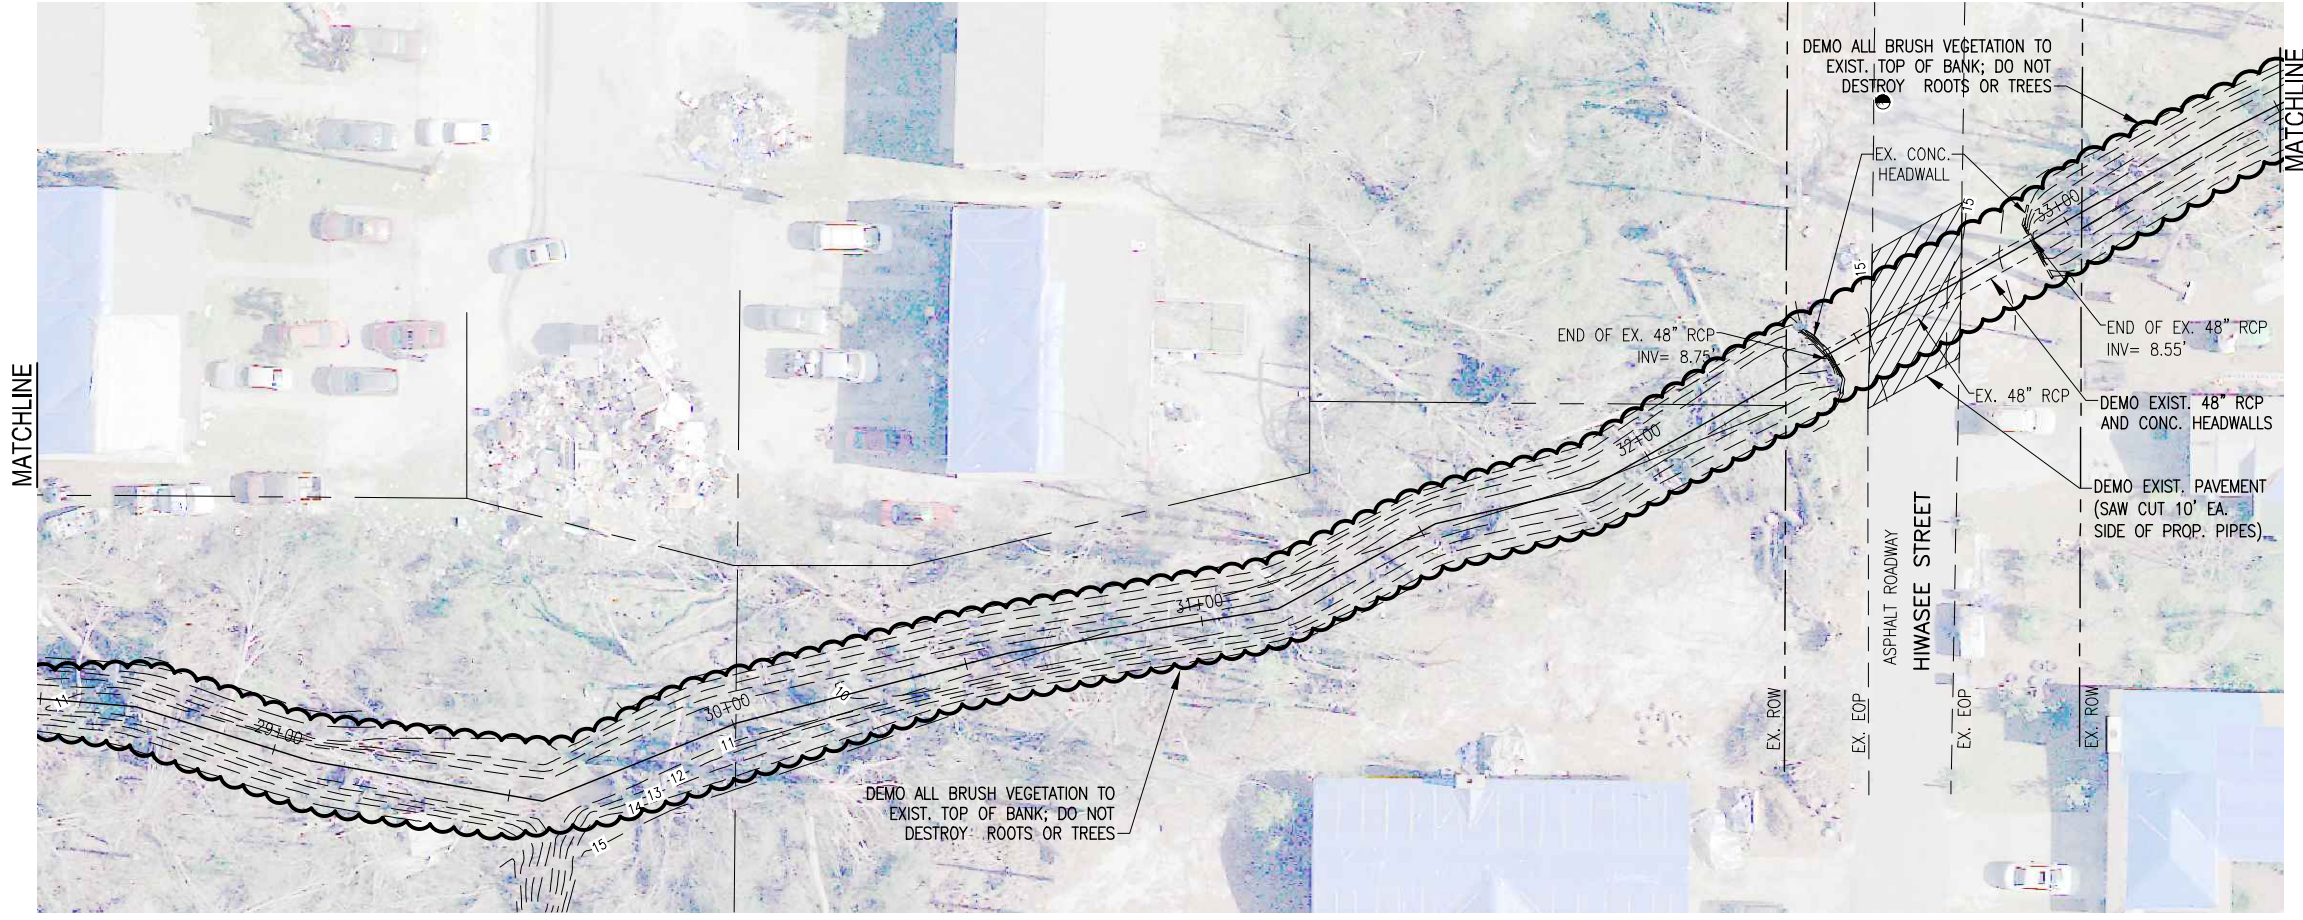 DEMO ALL BRUSH VEGETATION TO
EXIST. TOP OF BANK; DO NOT
DESTROY ROOTS OR TREES
MATCHLINE
EX. CONC.
HEADWALL
15
33+00
15
END OF EX. 48" RCP
INV= 8.75'
END OF EX. 48" RCP
INV= 8.55'
EX. 48" RCP
DEMO EXIST. 48" RCP
AND CONC. HEADWALLS
MATCHLINE
32+00
DEMO EXIST. PAVEMENT
(SAW CUT 10' EA.
SIDE OF PROP. PIPES)
ASPHALT ROADWAY
HIWASEE STREET
31+00
EX. ROW
EX. EOP
EX. EOP
EX. ROW
11
29+00
30+00
10
11
12
13
14
15
DEMO ALL BRUSH VEGETATION TO
EXIST. TOP OF BANK; DO NOT
DESTROY ROOTS OR TREES